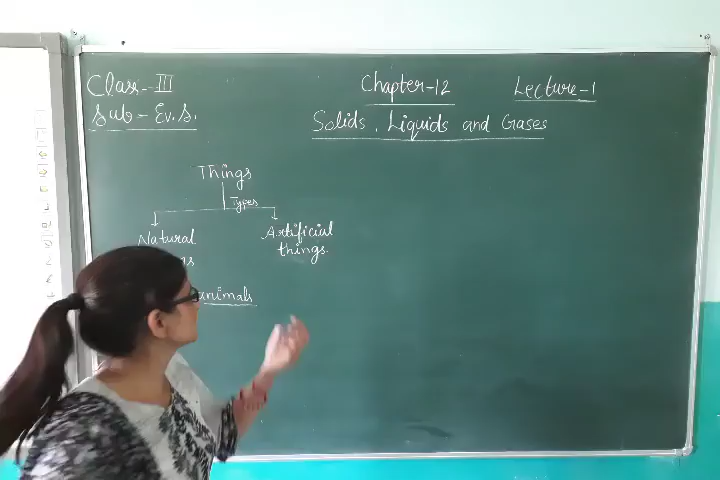 Class-III
Chapter-12
Lecture-1
Sub-Ev.S.
Solids, Liquids and Gases
Things
Types
Natural
Artificial
things.
animals